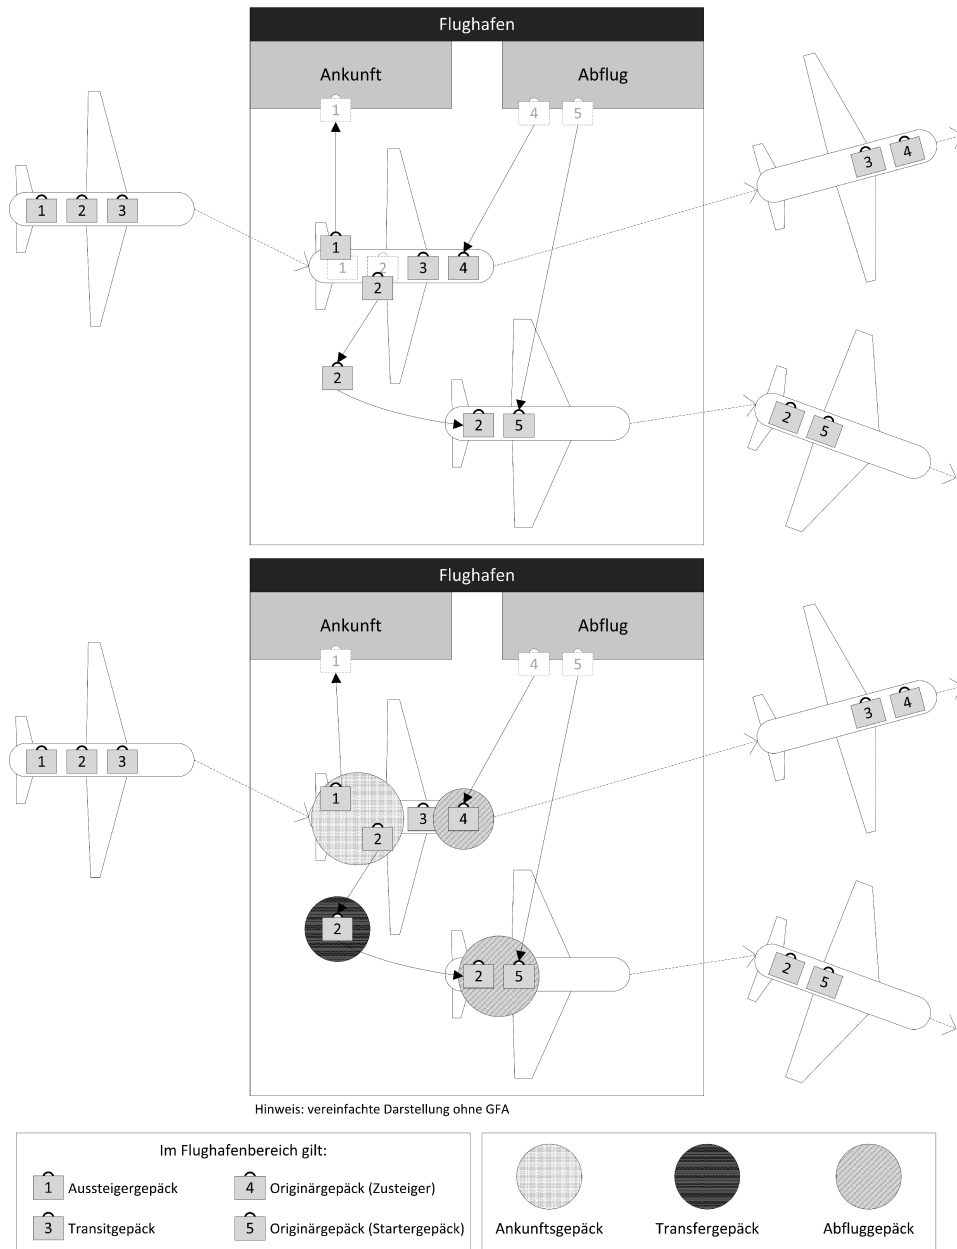 Flughafen
Ankunft Abflug
1 4 5
3 4
1 2 3
1
1 2 3 4
2
2
2 5
2 5
Flughafen
Ankunft Abflug
1 4 5
3 4
1 2 3
1
3 4
2
2
2 5
2 5
Hinweis: vereinfachte Darstellung ohne GFA
Im Flughafenbereich gilt:
1 Aussteigergepäck
4 Originärgepäck (Zusteiger)
3 Transitgepäck
5 Originärgepäck (Startergepäck)
Ankunftsgepäck
Transfergepäck
Abfluggepäck